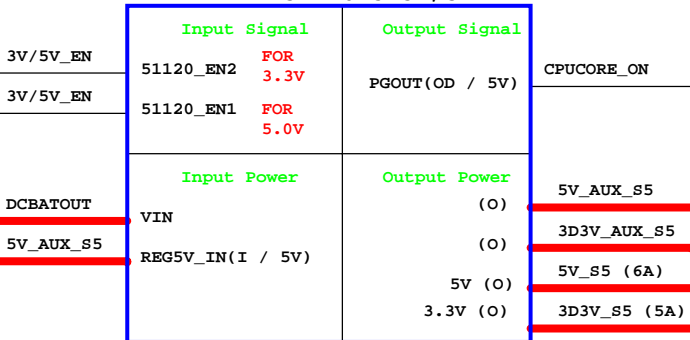 Input Signal
Output Signal
3V/5V_EN
51120_EN2
FOR
3.3V
PGOUT(OD / 5V)
CPUCORE_ON
3V/5V_EN
51120_EN1
FOR
5.0V
Input Power
Output Power
DCBATOUT
VIN
(O)
5V_AUX_S5
5V_AUX_S5
REG5V_IN(I / 5V)
(O)
3D3V_AUX_S5
5V (O)
5V_S5 (6A)
3.3V (O)
3D3V_S5 (5A)